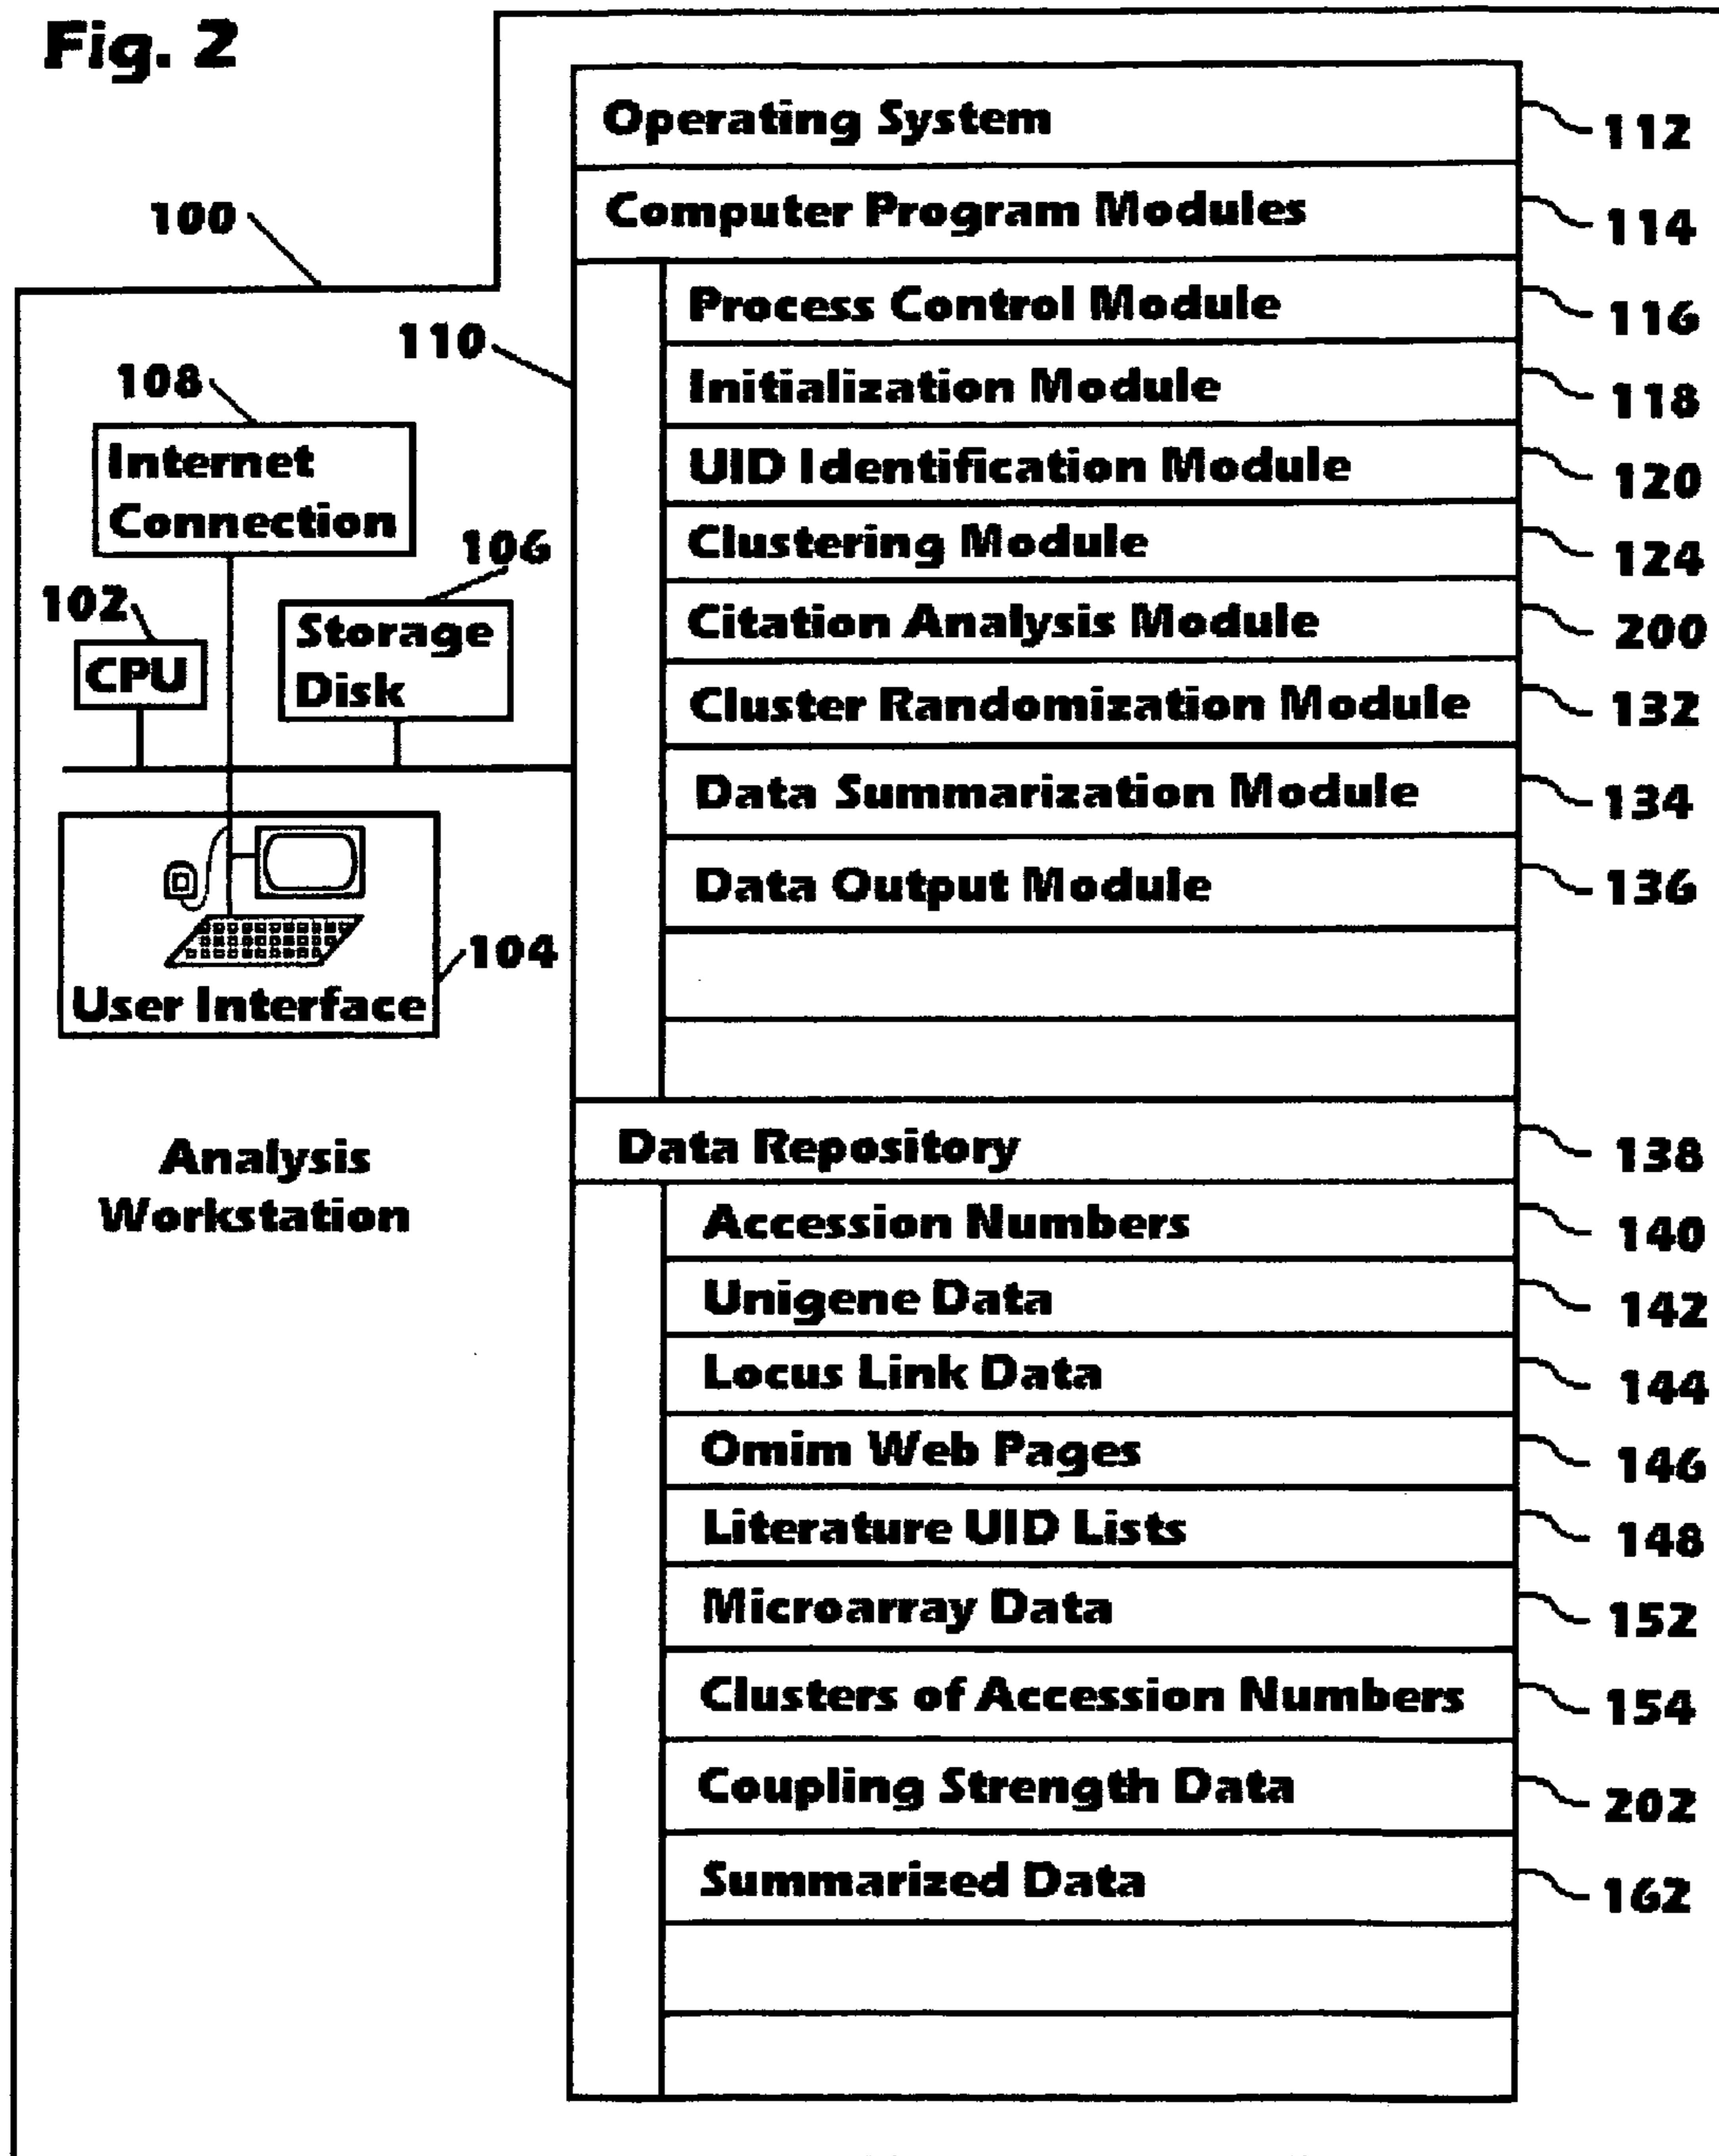 Fig. 2
100
108
Internet
Connection
106
Storage
Disk
102
CPU
104
User Interface
Analysis
Workstation
110
Operating System 112
Computer Program Modules 114
Process Control Module 116
Initialization Module 118
UID Identification Module 120
Clustering Module 124
Citation Analysis Module 200
Cluster Randomization Module 132
Data Summarization Module 134
Data Output Module 136
Data Repository 138
Accession Numbers 140
Unigene Data 142
Locus Link Data 144
Omim Web Pages 146
Literature UID Lists 148
Microarray Data 152
Clusters of Accession Numbers 154
Coupling Strength Data 202
Summarized Data 162